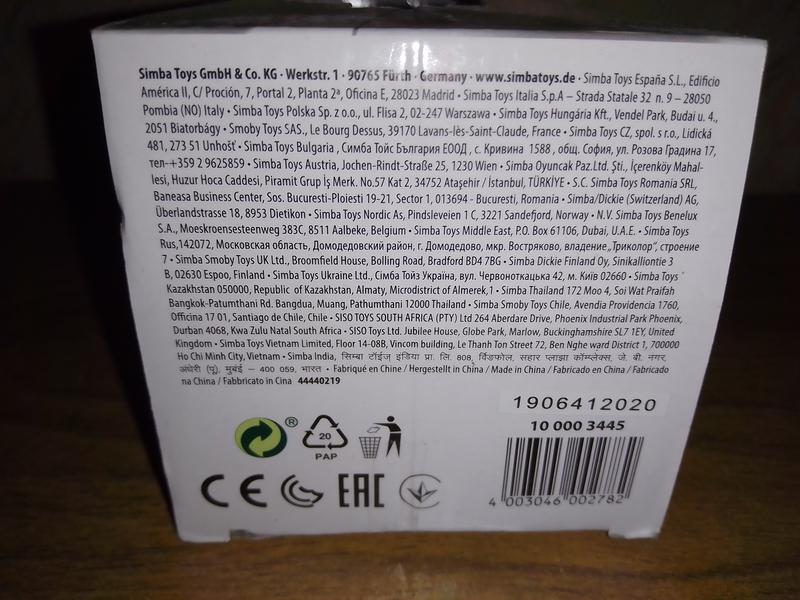 Simba Toys GmbH & Co. KG · Werkstr. 1 · 90765 Fürth · Germany · www.simbatoys.de · Simba Toys España S.L., Edificio
América II, C/ Proción, 7, Portal 2, Planta 2ª, Oficina E, 28023 Madrid · Simba Toys Italia S.p.A – Strada Statale 32 n. 9 – 28050
Pombia (NO) Italy · Simba Toys Polska Sp. z o.o., ul. Flisa 2, 02-247 Warszawa · Simba Toys Hungária Kft., Vendel Park, Budai u. 4.,
2051 Biatorbágy · Smoby Toys SAS., Le Bourg Dessus, 39170 Lavans-lès-Saint-Claude, France · Simba Toys CZ, spol. s r.o., Lidická
481, 273 51 Unhošť · Simba Toys Bulgaria , Симба Тойс България ЕООД , с. Кривина 1588 , общ. София, ул. Розова Градина 17,
тел-+359 2 9625859 · Simba Toys Austria, Jochen-Rindt-Straße 25, 1230 Wien · Simba Oyuncak Paz.Ltd. Şti., İçerenköy Mahal-
lesi, Huzur Hoca Caddesi, Piramit Grup İş Merk. No.57 Kat 2, 34752 Ataşehir / İstanbul, TÜRKİYE · S.C. Simba Toys Romania SRL,
Baneasa Business Center, Sos. Bucuresti-Ploiesti 19-21, Sector 1, 013694 - Bucuresti, Romania · Simba/Dickie (Switzerland) AG,
Überlandstrasse 18, 8953 Dietikon · Simba Toys Nordic As, Pindsleveien 1 C, 3221 Sandefjord, Norway · N.V. Simba Toys Benelux
S.A., Moeskroensesteenweg 383C, 8511 Aalbeke, Belgium · Simba Toys Middle East, P.O. Box 61106, Dubai, U.A.E. · Simba Toys
Rus,142072, Московская область, Домодедовский район, г. Домодедово, мкр. Востряково, владение „Триколор", строение
7 · Simba Smoby Toys UK Ltd., Broomfield House, Bolling Road, Bradford BD4 7BG · Simba Dickie Finland Oy, Sinikalliontie 3
B, 02630 Espoo, Finland · Simba Toys Ukraine Ltd., Сімба Тойз Україна, вул. Червоноткацька 42, м. Київ 02660 · Simba Toys
Kazakhstan 050000, Republic of Kazakhstan, Almaty, Microdistrict of Almerek,1 · Simba Thailand 172 Moo 4, Soi Wat Praifah
Bangkok-Patumthani Rd. Bangdua, Muang, Pathumthani 12000 Thailand · Simba Smoby Toys Chile, Avendia Providencia 1760,
Officina 17 01, Santiago de Chile, Chile · SISO TOYS SOUTH AFRICA (PTY) Ltd 264 Aberdare Drive, Phoenix Industrial Park Phoenix,
Durban 4068, Kwa Zulu Natal South Africa · SISO Toys Ltd. Jubilee House, Globe Park, Marlow, Buckinghamshire SL7 1EY, United
Kingdom · Simba Toys Vietnam Limited, Floor 14-08B, Vincom building, Le Thanh Ton Street 72, Ben Nghe ward District 1, 700000
Ho Chi Minh City, Vietnam · Simba India, सिम्बा टॉईज् इंडिया प्रा. लि. 808, विंडफोल, सहार प्लाझा कॉम्पलेक्स, जे. बी. नगर,
अंधेरी (पू), मुंबई – 400 059, भारत · Fabriqué en Chine / Hergestellt in China / Made in China / Fabricado en China / Fabricado
na China / Fabbricato in Cina 44440219
1906412020
10 000 3445
®
20
PAP
CE EAC
4 003046 002782